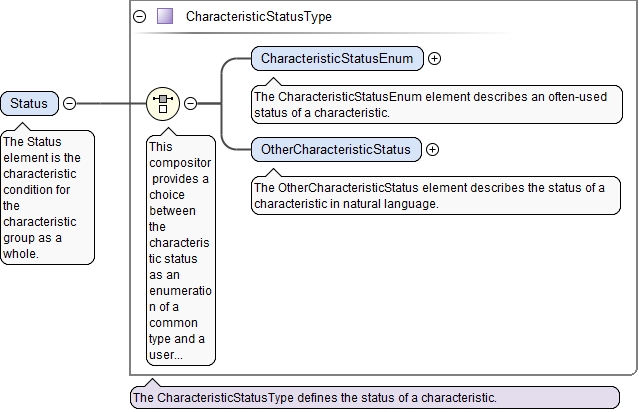 CharacteristicStatusType
CharacteristicStatusEnum
The CharacteristicStatusEnum element describes an often-used
status of a characteristic.
Status
The Status
element is the
characteristic
condition for
the
characteristic
group as a
whole.
This
compositor
provides a
choice
between
the
characteris
tic status
as an
enumeratio
n of a
common
type and a
user...
OtherCharacteristicStatus
The OtherCharacteristicStatus element describes the status of a
characteristic in natural language.
The CharacteristicStatusType defines the status of a characteristic.